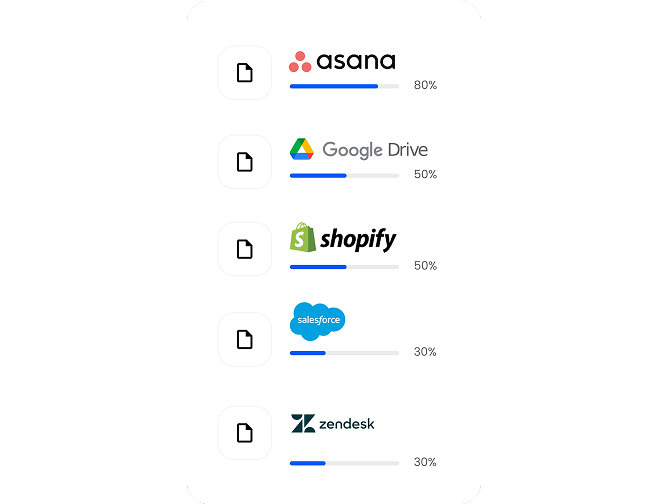 asana
80%
Google Drive
50%
shopify
50%
salesforce
30%
zendesk
30%